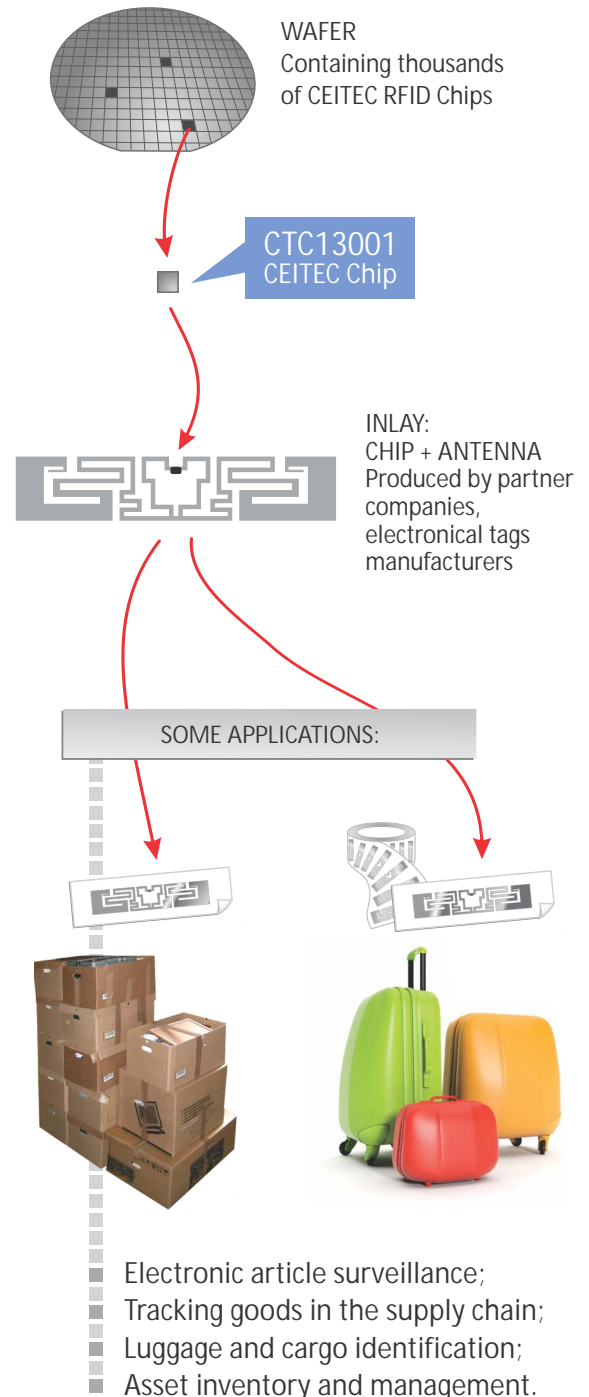 WAFER
Containing thousands
of CEITEC RFID Chips
CTC13001
CEITEC Chip
INLAY:
CHIP + ANTENNA
Produced by partner
companies,
electronical tags
manufacturers
SOME APPLICATIONS:
Electronic article surveillance;
Tracking goods in the supply chain;
Luggage and cargo identification;
Asset inventory and management.